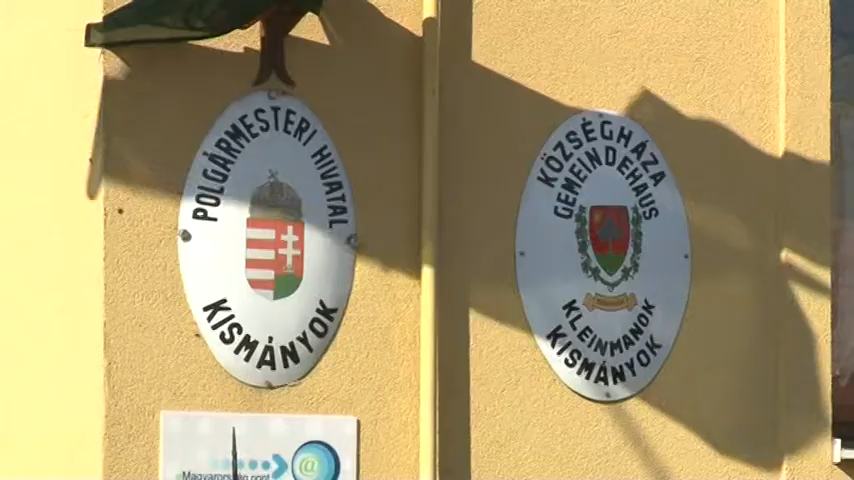 POLGÁRMESTERI HIVATAL
KISMÁNYOK
KÖZSÉGHÁZA
GEMEINDEHAUS
KLEINMANOK
KISMÁNYOK
@